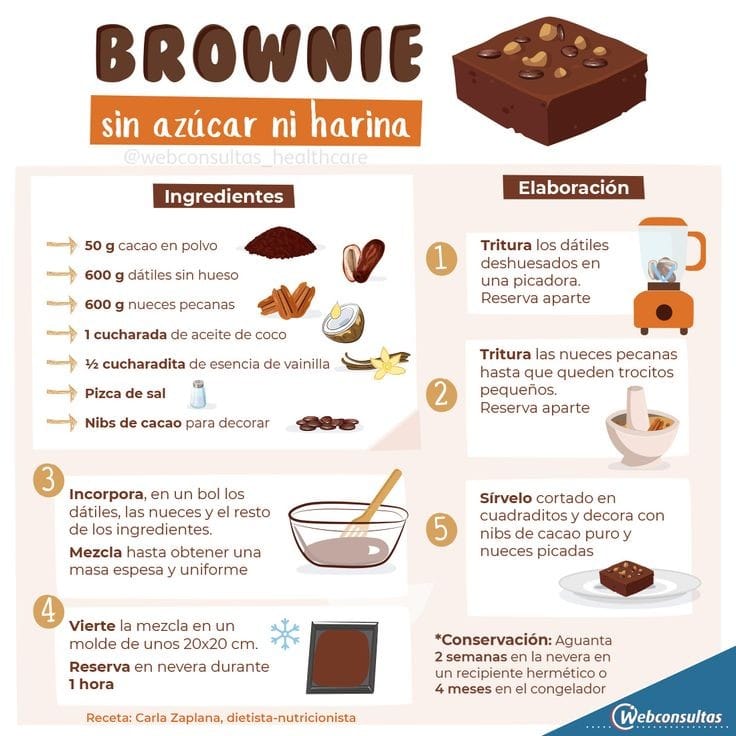 BROWNIE
sin azúcar ni harina
@webconsultas_healthcare
Ingredientes
50 g cacao en polvo
600 g dátiles sin hueso
600 g nueces pecanas
1 cucharada de aceite de coco
½ cucharadita de esencia de vainilla
Pizca de sal
Nibs de cacao para decorar
Elaboración
1
Tritura los dátiles
deshuesados en
una picadora.
Reserva aparte
2
Tritura las nueces pecanas
hasta que queden trocitos
pequeños.
Reserva aparte
3
Incorpora, en un bol los
dátiles, las nueces y el resto
de los ingredientes.
Mezcla hasta obtener una
masa espesa y uniforme
4
Vierte la mezcla en un
molde de unos 20x20 cm.
Reserva en nevera durante
1 hora
5
Sírvelo cortado en
cuadraditos y decora con
nibs de cacao puro y
nueces picadas
*Conservación: Aguanta
2 semanas en la nevera en
un recipiente hermético o
4 meses en el congelador
Receta: Carla Zaplana, dietista-nutricionista
Webconsultas